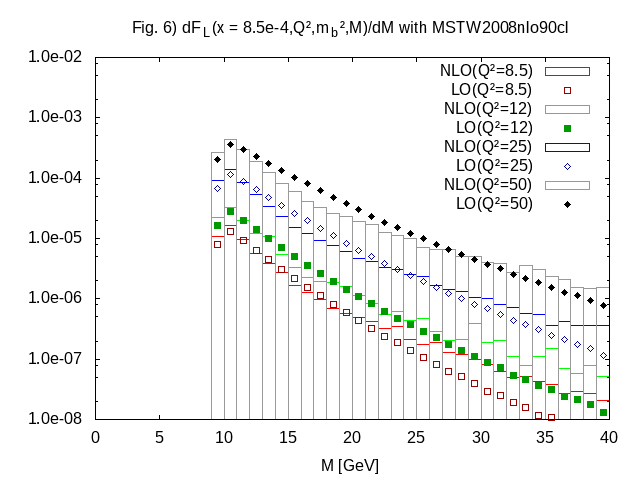 Fig. 6) dF_L(x = 8.5e-4,Q²,m_b²,M)/dM with MSTW2008nlo90cl
1.0e-02
NLO(Q²=8.5)
LO(Q²=8.5)
NLO(Q²=12)
1.0e-03
LO(Q²=12)
NLO(Q²=25)
LO(Q²=25)
1.0e-04
NLO(Q²=50)
LO(Q²=50)
1.0e-05
1.0e-06
1.0e-07
1.0e-08
0 5 10 15 20 25 30 35 40
M [GeV]